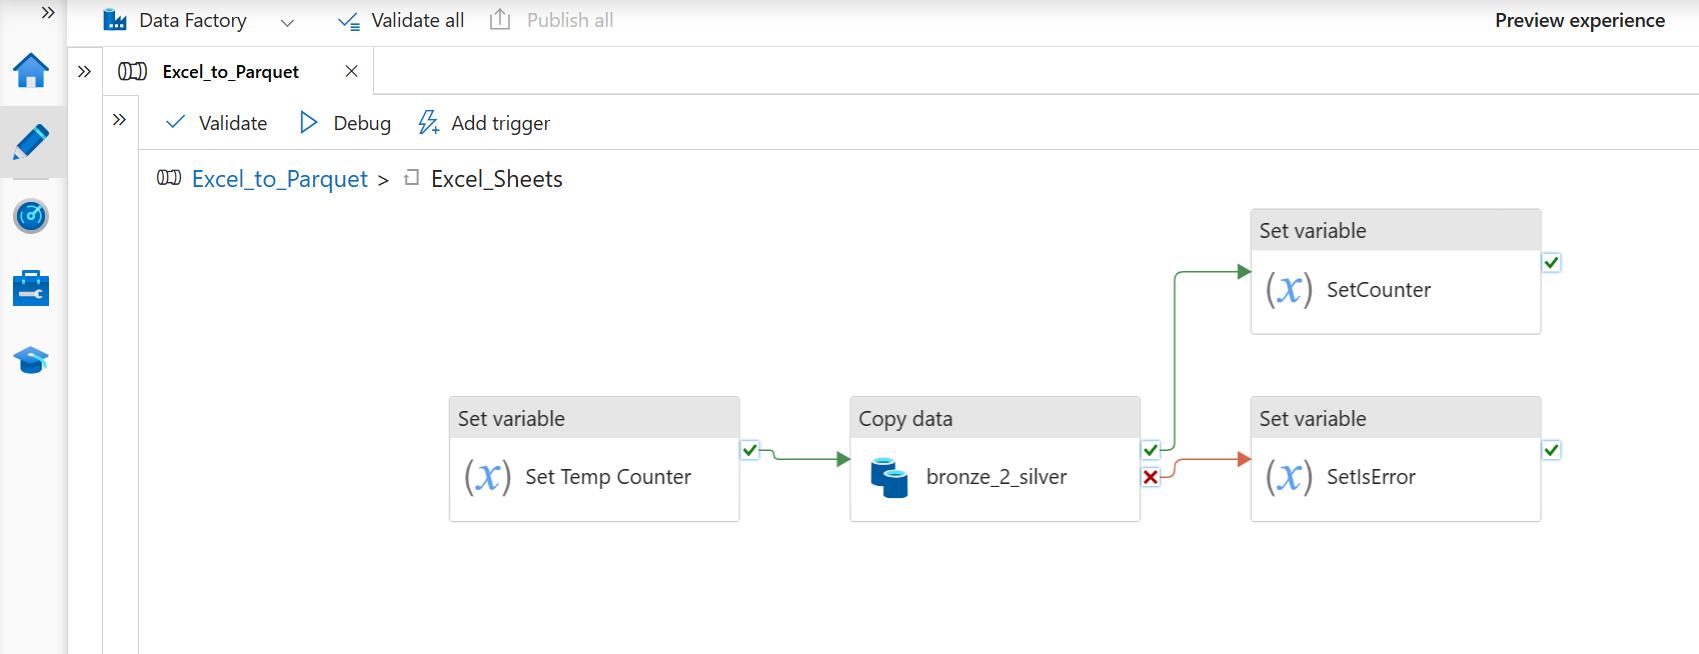 Data Factory
Validate all
Publish all
Preview experience
Excel_to_Parquet
Validate
Debug
Add trigger
Excel_to_Parquet > Excel_Sheets
Set variable
(x) SetCounter
Set variable
(x) Set Temp Counter
Copy data
bronze_2_silver
Set variable
(x) SetIsError